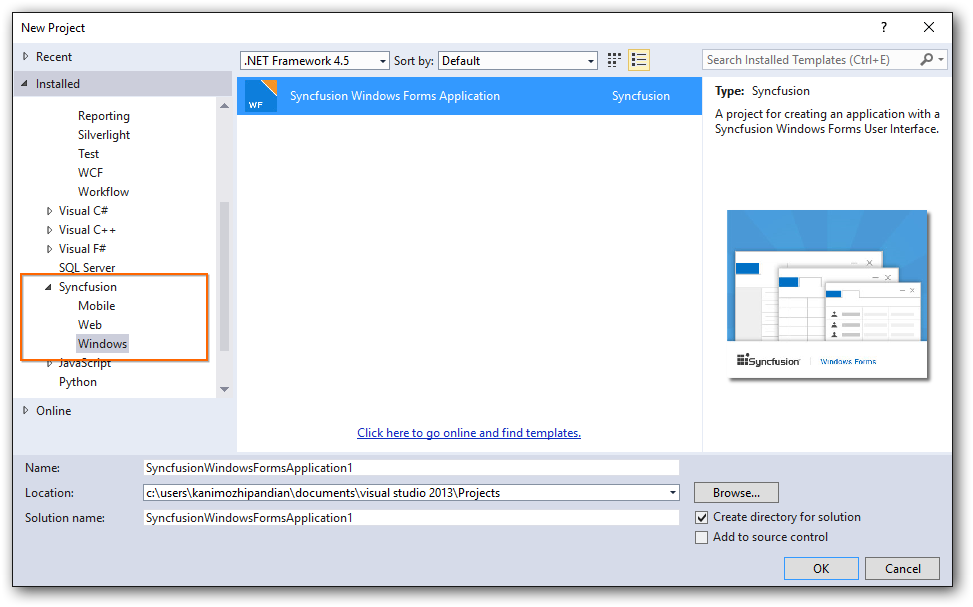 New Project
?
Recent
Installed
.NET Framework 4.5
Sort by: Default
Search Installed Templates (Ctrl+E)
Reporting
Silverlight
Test
WCF
Workflow
Visual C#
Visual C++
Visual F#
SQL Server
Syncfusion
Mobile
Web
Windows
JavaScript
Python
Online
WF
Syncfusion Windows Forms Application Syncfusion
Click here to go online and find templates.
Type: Syncfusion
A project for creating an application with a
Syncfusion Windows Forms User Interface.
Syncfusion Windows Forms
Name: SyncfusionWindowsFormsApplication1
Location: c:\users\kanimozhipandian\documents\visual studio 2013\Projects
Browse...
Solution name: SyncfusionWindowsFormsApplication1
Create directory for solution
Add to source control
OK Cancel